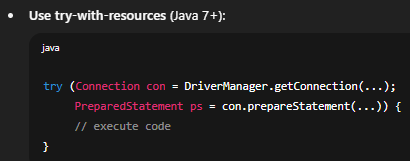 • Use try-with-resources (Java 7+):
java
try (Connection con = DriverManager.getConnection(...);
     PreparedStatement ps = con.prepareStatement(...)) {
    // execute code
}